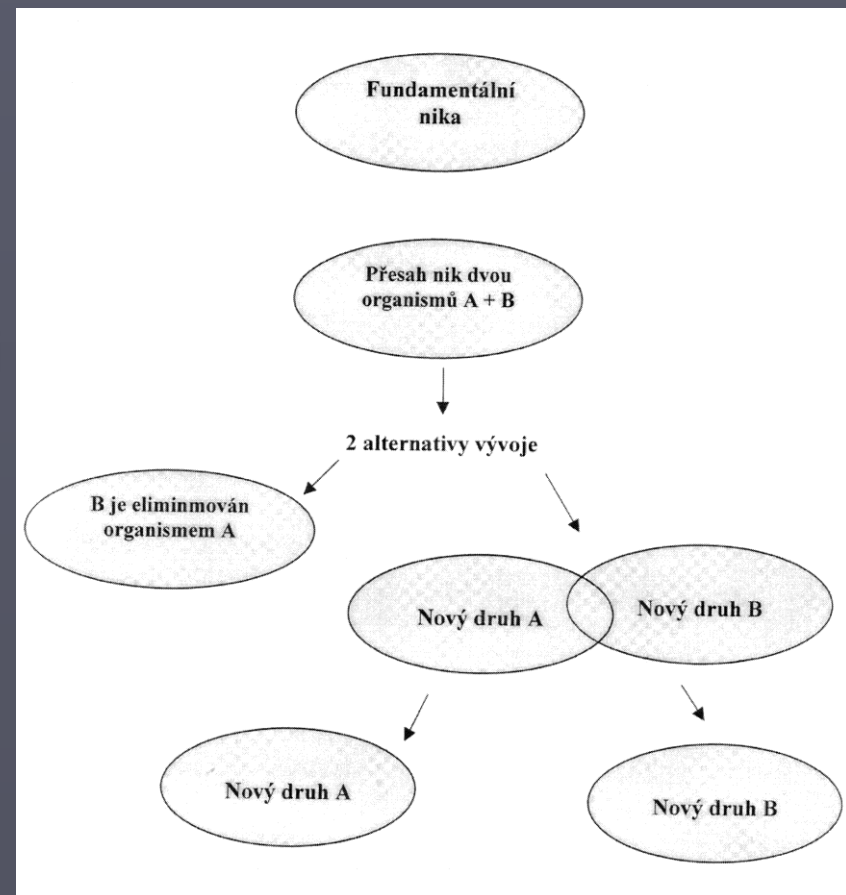 Fundamentální
nika
Přesah nik dvou
organismů A + B
2 alternativy vývoje
B je eliminmován
organismem A
Nový druh A
Nový druh B
Nový druh A
Nový druh B